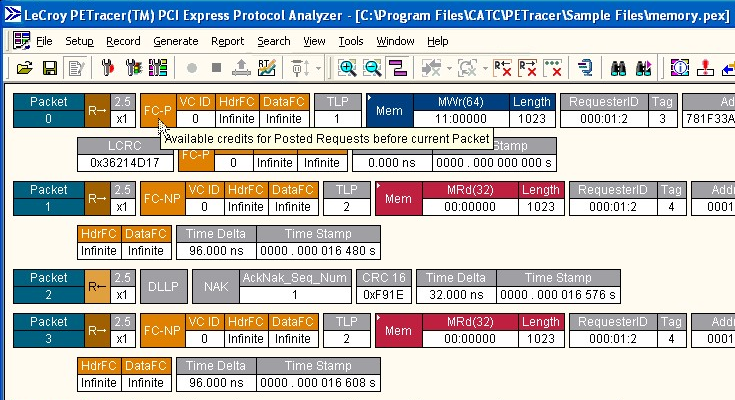 LeCroy PETracer(TM) PCI Express Protocol Analyzer - [C:\Program Files\CATC\PETracer\Sample Files\memory.pex]
File Setup Record Generate Report Search View Tools Window Help
Packet R→ 2.5 FC-P VC ID HdrFC DataFC TLP Mem MWr(64) Length RequesterID Tag Add
0 x1 0 Infinite Infinite 1 11:00000 1023 000:01:2 3 781F33A
Available credits for Posted Requests before current Packet
LCRC FC-P Stamp
0x36214D17 0 Infinite Infinite 0.000 ns 0000 . 000 000 000 s
Packet R→ 2.5 FC-NP VC ID HdrFC DataFC TLP Mem MRd(32) Length RequesterID Tag Add
1 x1 0 Infinite Infinite 2 00:00000 1023 000:01:2 4 0001
HdrFC DataFC Time Delta Time Stamp
Infinite Infinite 96.000 ns 0000 . 000 016 480 s
Packet R← 2.5 DLLP NAK AckNak_Seq_Num CRC 16 Time Delta Time Stamp
2 x1 1 0xF91E 32.000 ns 0000 . 000 016 576 s
Packet R→ 2.5 FC-NP VC ID HdrFC DataFC TLP Mem MRd(32) Length RequesterID Tag Add
3 x1 0 Infinite Infinite 2 00:00000 1023 000:01:2 4 0001
HdrFC DataFC Time Delta Time Stamp
Infinite Infinite 96.000 ns 0000 . 000 016 608 s